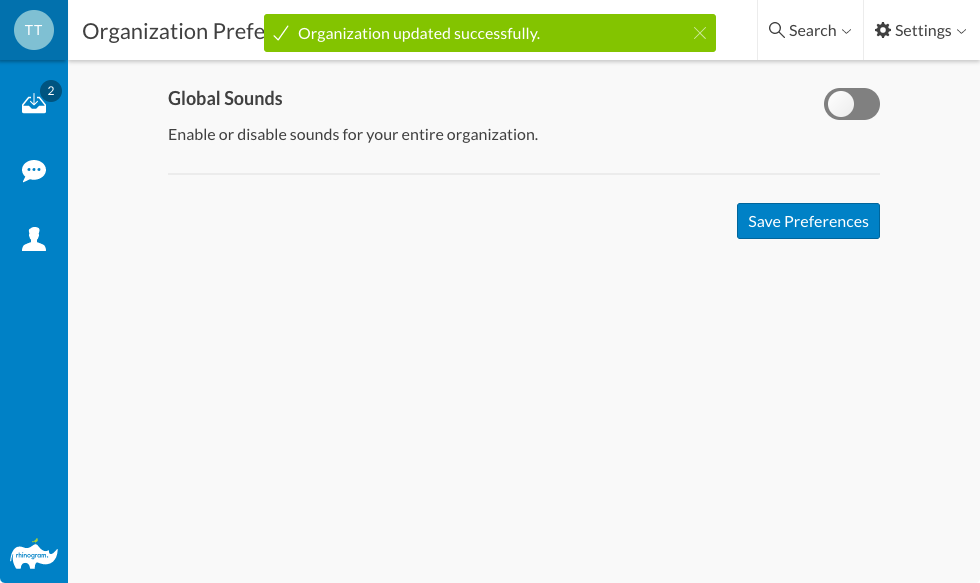 TT
Organization Prefe
Organization updated successfully.
Search
Settings
2
Global Sounds
Enable or disable sounds for your entire organization.
Save Preferences
rhinogram